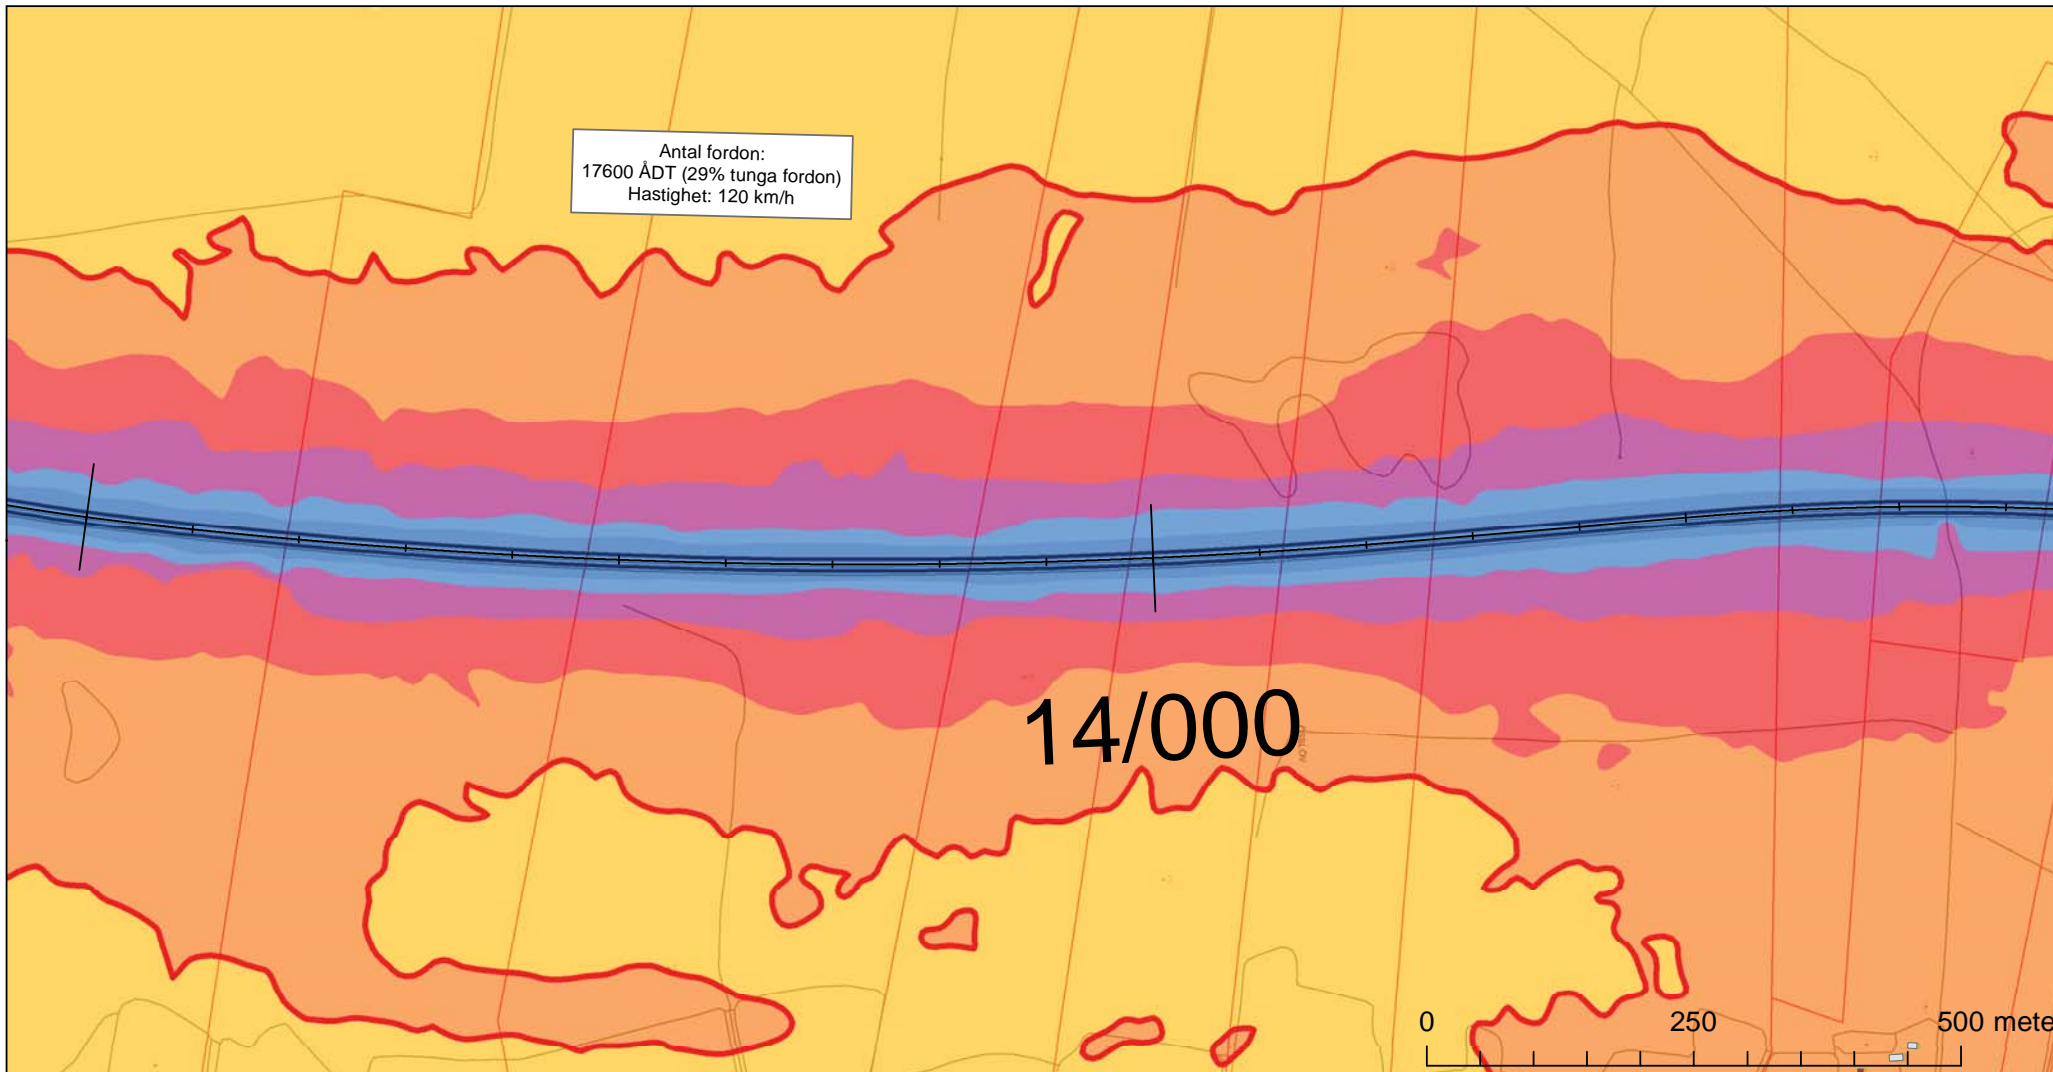 Antal fordon:
17600 ÅDT (29% tunga fordon)
Hastighet: 120 km/h
14/000
0 250 500 mete